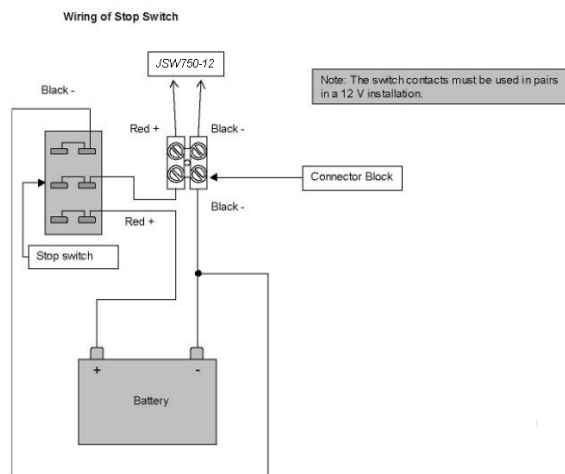 Wiring of Stop Switch
JSW750-12
Black -
Note: The switch contacts must be used in pairs
in a 12 V installation.
Red +
Black -
Connector Block
Black -
Red +
Stop switch
+
-
Battery